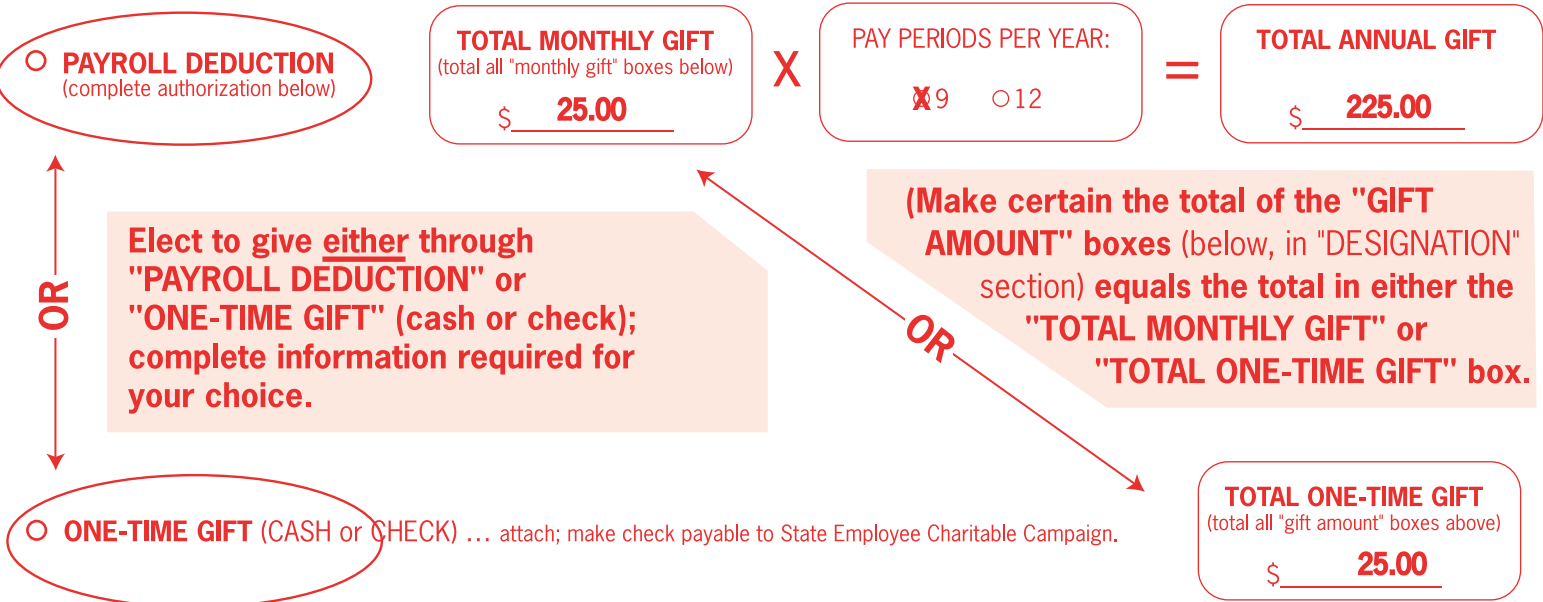 PAYROLL DEDUCTION
(complete authorization below)
TOTAL MONTHLY GIFT
(total all "monthly gift" boxes below)
$ 25.00
X
PAY PERIODS PER YEAR:
X 9 ○ 12
=
TOTAL ANNUAL GIFT
$ 225.00
OR
Elect to give either through
"PAYROLL DEDUCTION" or
"ONE-TIME GIFT" (cash or check);
complete information required for
your choice.
OR
(Make certain the total of the "GIFT
AMOUNT" boxes (below, in "DESIGNATION"
section) equals the total in either the
"TOTAL MONTHLY GIFT" or
"TOTAL ONE-TIME GIFT" box.
ONE-TIME GIFT (CASH or CHECK) ... attach; make check payable to State Employee Charitable Campaign.
TOTAL ONE-TIME GIFT
(total all "gift amount" boxes above)
$ 25.00